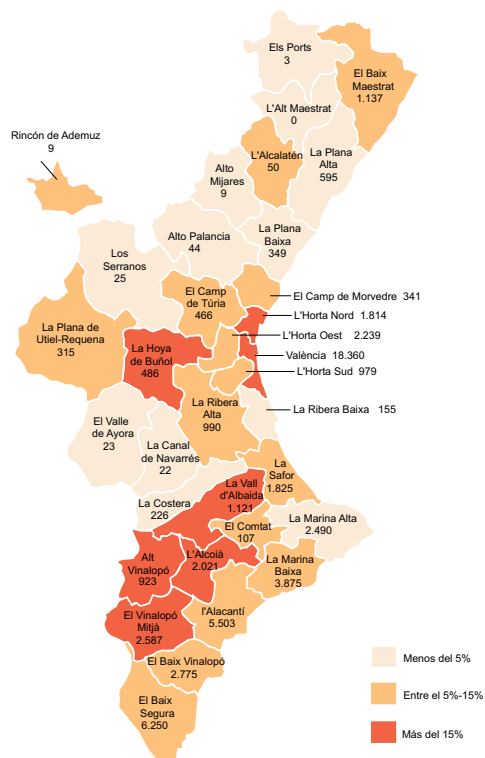 Els Ports
3
El Baix
Maestrat
1.137
L'Alt Maestrat
0
Rincón de Ademuz
9
L'Alcalatén
50
La Plana
Alta
595
Alto
Mijares
9
La Plana
Baixa
349
Alto Palancia
44
Los
Serranos
25
El Camp
de Túria
466
El Camp de Morvedre 341
L'Horta Nord 1.814
La Plana de
Utiel-Requena
315
L'Horta Oest 2.239
La Hoya
de Buñol
486
València 18.360
L'Horta Sud 979
La Ribera
Alta
990
La Ribera Baixa 155
El Valle
de Ayora
23
La Canal
de Navarrés
22
La
Safor
1.825
La Vall
d'Albaida
1.121
La Costera
226
La Marina Alta
2.490
El Comtat
107
Alt
Vinalopó
923
L'Alcoià
2.021
La Marina
Baixa
3.875
El Vinalopó
Mitjà
2.587
l'Alacantí
5.503
El Baix Vinalopó
2.775
El Baix
Segura
6.250
Menos del 5%
Entre el 5%-15%
Más del 15%